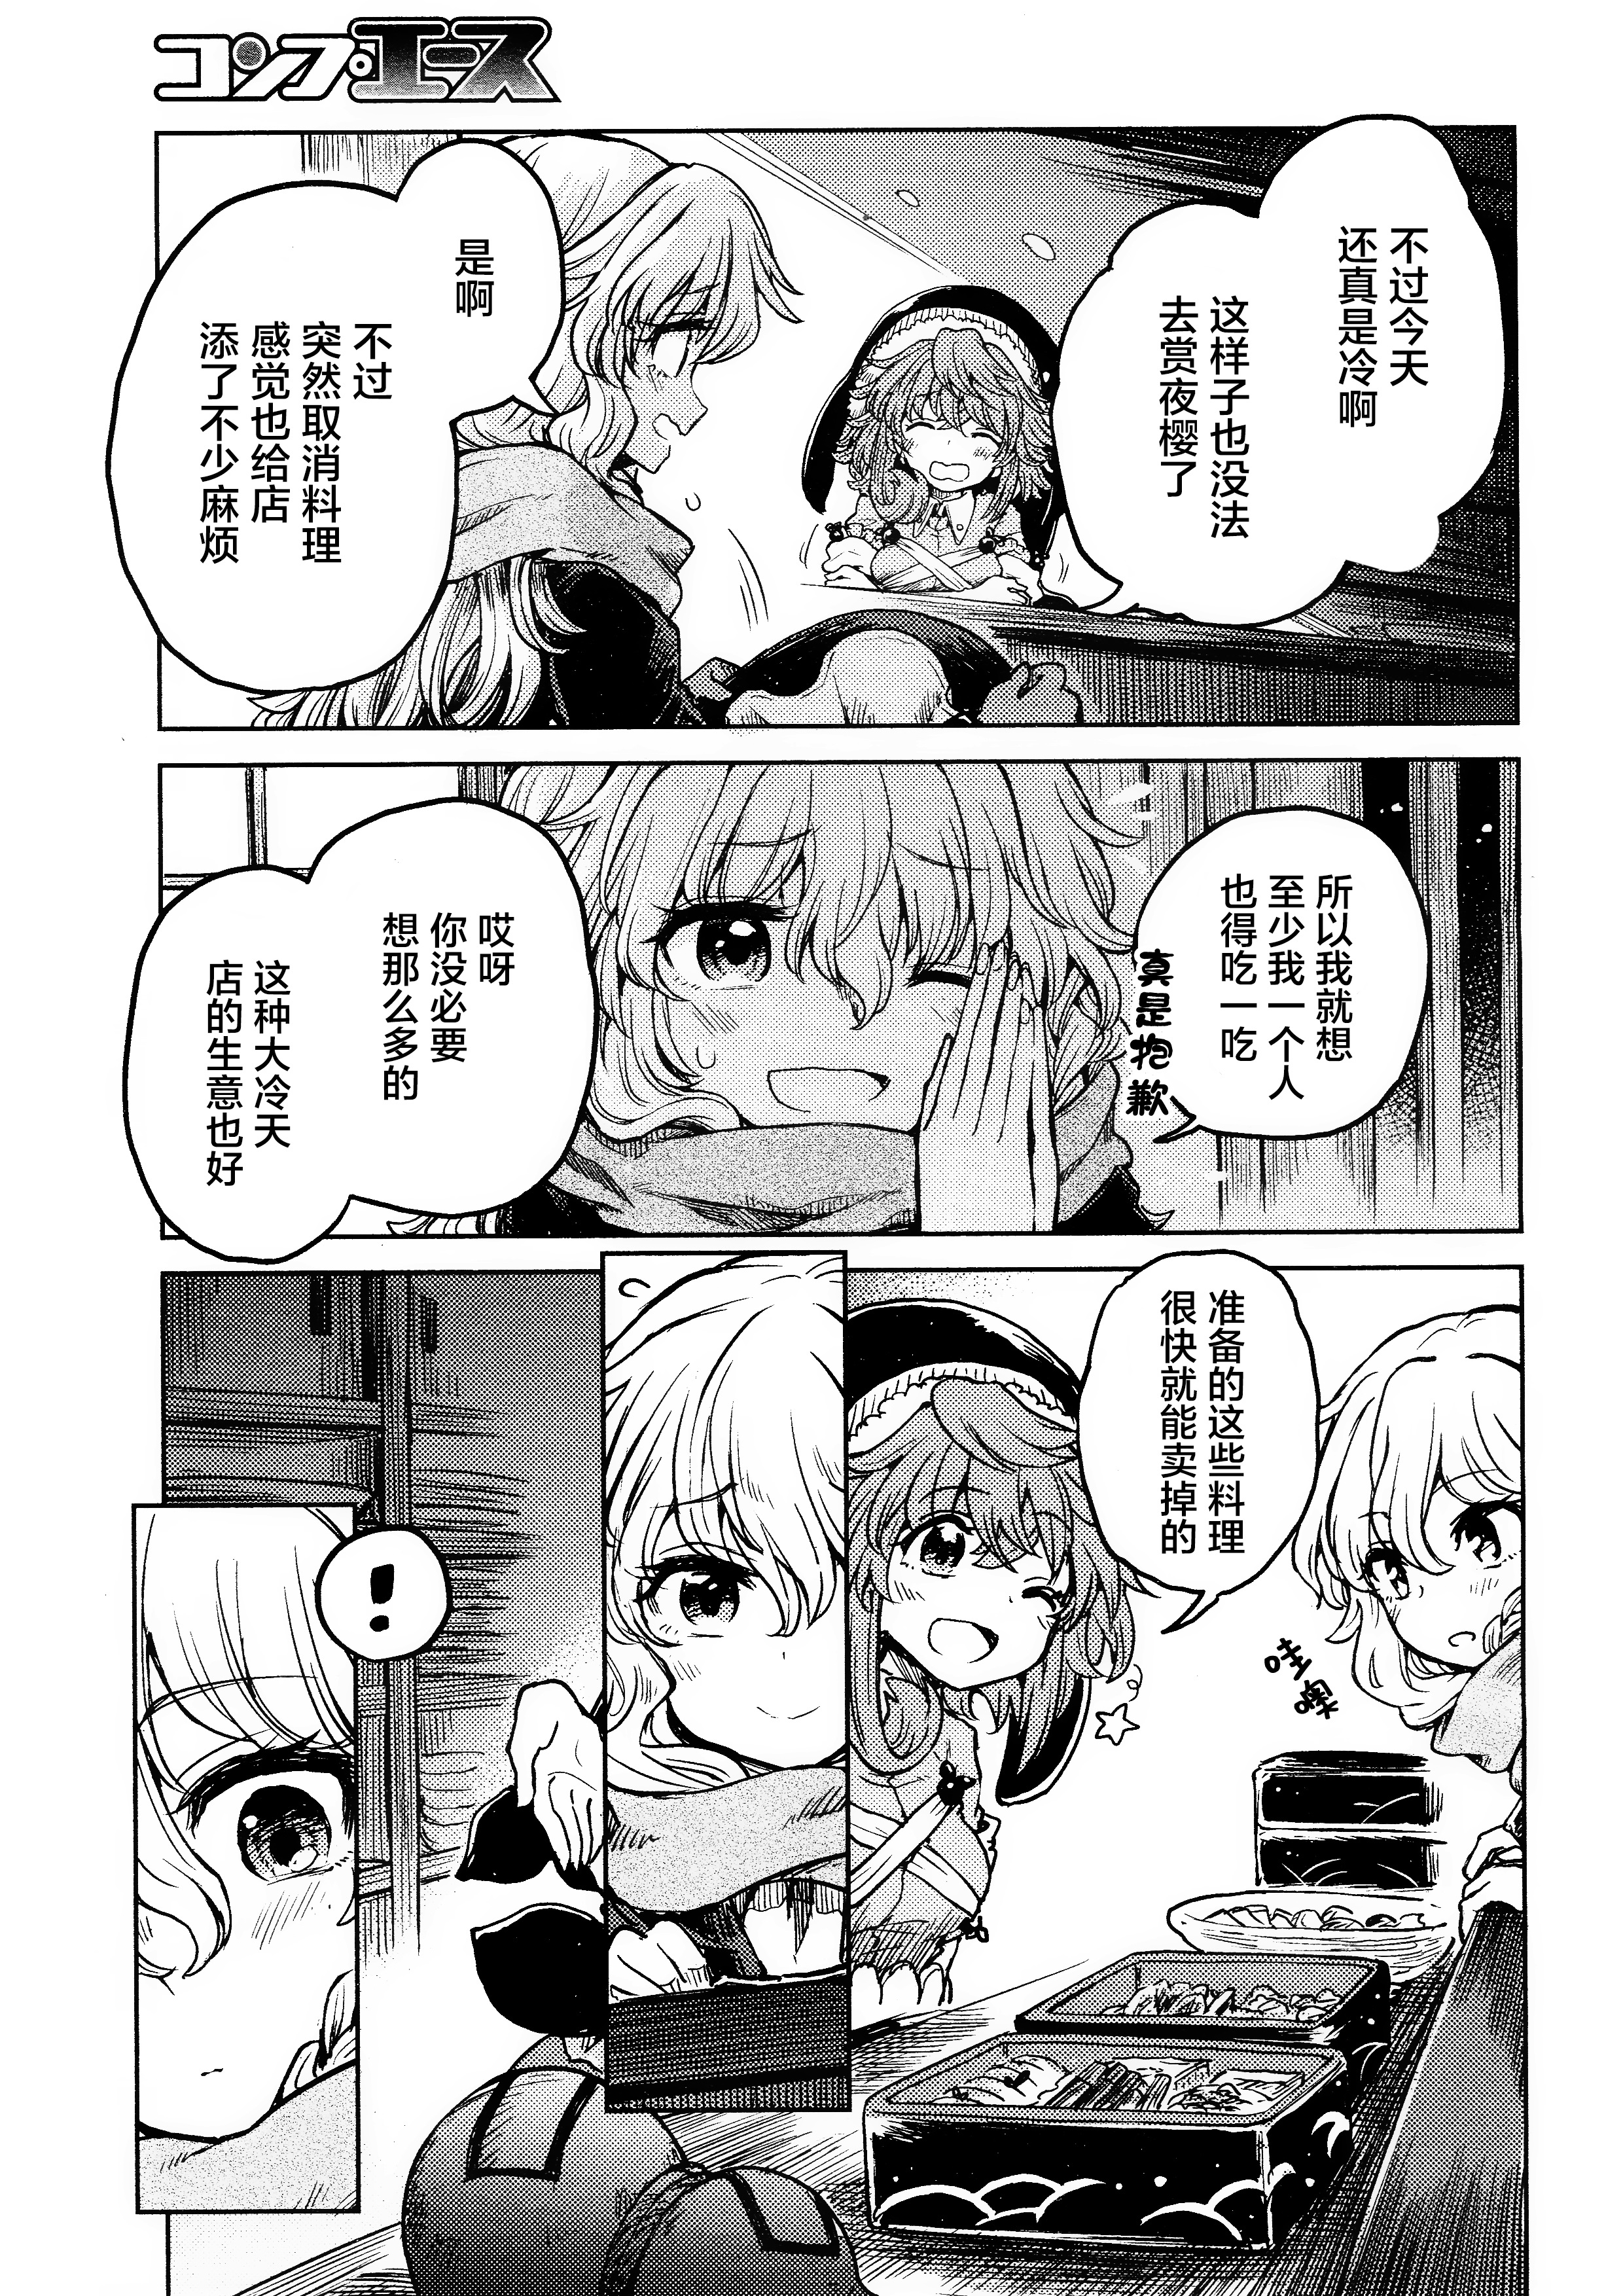 コンプエース
不过今天
还真是冷啊
这样子也没法
去赏夜樱了
是啊
不过
突然取消料理
感觉也给店
添了不少麻烦
所以我就想
至少我一个人
也得吃一吃
真是抱歉
哎呀
你没必要
想那么多的
这种大冷天
店的生意也好
准备的这些料理
很快就能卖掉的
哇噢
!